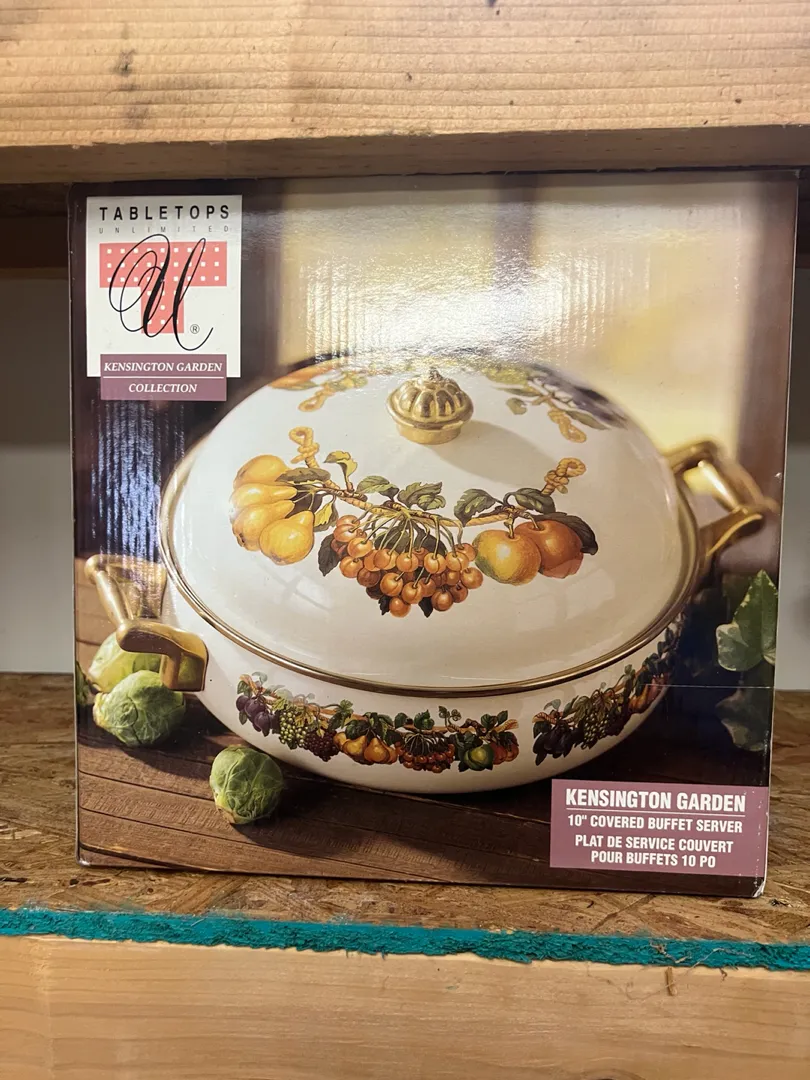 TABLETOPS
UNLIMITED
TU®
KENSINGTON GARDEN
COLLECTION
KENSINGTON GARDEN
10" COVERED BUFFET SERVER
PLAT DE SERVICE COUVERT
POUR BUFFETS 10 PO